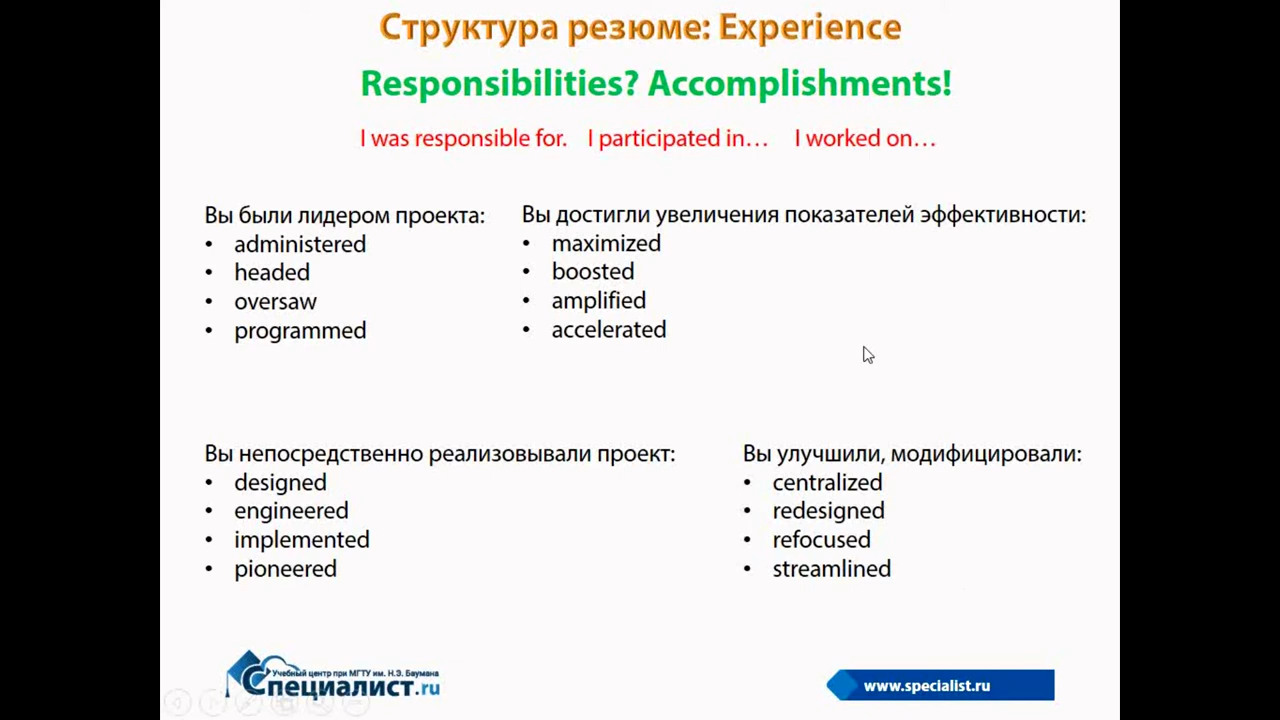 Структура резюме: Experience
Responsibilities? Accomplishments!
I was responsible for. I participated in… I worked on…
Вы были лидером проекта:
• administered
• headed
• oversaw
• programmed
Вы достигли увеличения показателей эффективности:
• maximized
• boosted
• amplified
• accelerated
Вы непосредственно реализовывали проект:
• designed
• engineered
• implemented
• pioneered
Вы улучшили, модифицировали:
• centralized
• redesigned
• refocused
• streamlined
Учебный центр при МГТУ им. Н.Э. Баумана
Специалист.ru
www.specialist.ru